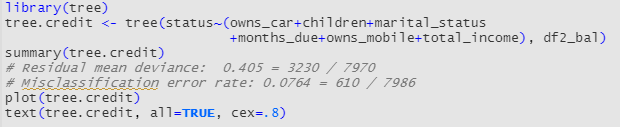 library(tree)
tree.credit <- tree(status~(owns_car+children+marital_status
+months_due+owns_mobile+total_income), df2_bal)
summary(tree.credit)
# Residual mean deviance:  0.405 = 3230 / 7970
# Misclassification error rate: 0.0764 = 610 / 7986
plot(tree.credit)
text(tree.credit, all=TRUE, cex=.8)